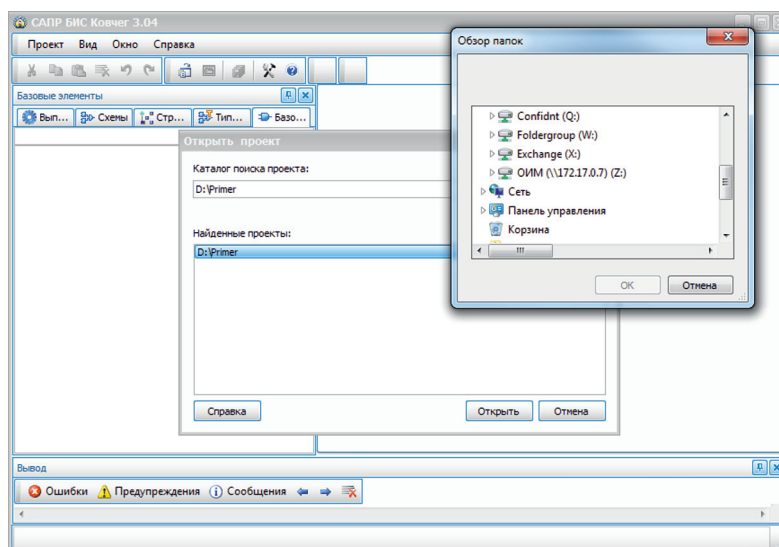 САПР БИС Ковчег 3.04
Проект Вид Окно Справка
Базовые элементы
Вып... Схемы Стр... Тип... Базо...
Открыть проект
Каталог поиска проекта:
D:\Primer
Найденные проекты:
D:\Primer
Справка Открыть Отмена
Обзор папок
Confidnt (Q:)
Foldergroup (W:)
Exchange (X:)
ОИМ (\\172.17.0.7) (Z:)
Сеть
Панель управления
Корзина
ОК Отмена
Вывод
Ошибки Предупреждения Сообщения